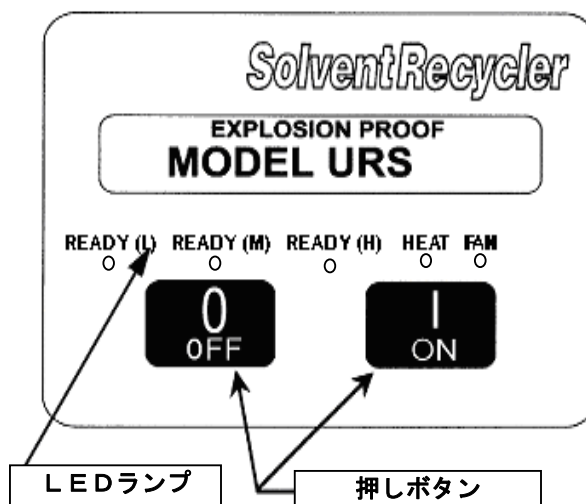 SolventRecycler
EXPLOSION PROOF
MODEL URS
READY (L) READY (M) READY (H) HEAT FAN
0 I
OFF ON
LEDランプ 押しボタン